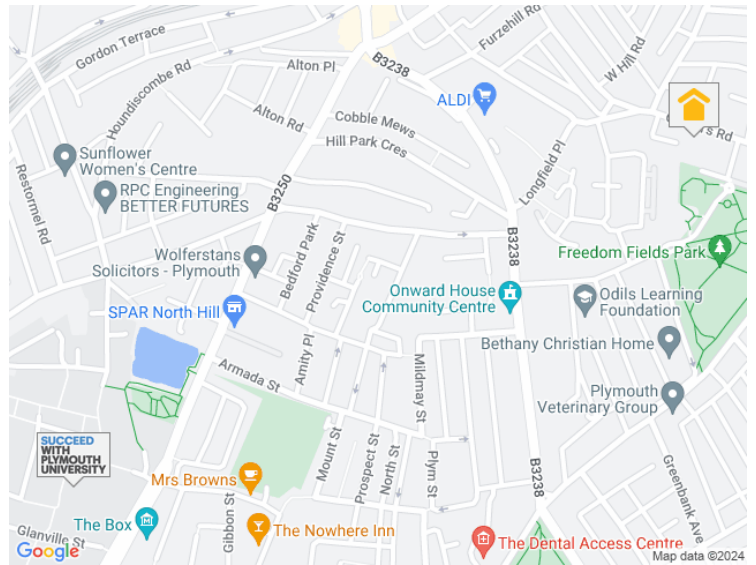 Gordon Terrace
Furzehill Rd
W Hill Rd
B3238
Alton Pl
ALDI
Houndiscombe Rd
Alton Rd
Cobble Mews
Hill Park Cres
Longfield Pl
Sunflower
Women's Centre
RPC Engineering
BETTER FUTURES
Restormel Rd
B3250
B3238
Bedford Park
Providence St
Wolferstans
Solicitors - Plymouth
Freedom Fields Park
Onward House
Community Centre
Odils Learning
Foundation
SPAR North Hill
Bethany Christian Home
Amity Pl
Armada St
Mildmay St
Plymouth
Veterinary Group
SUCCEED
WITH
PLYMOUTH
UNIVERSITY
Mount St
Prospect St
North St
Plym St
B3238
Greenbank Ave
Mrs Browns
Gibbon St
The Box
The Nowhere Inn
Glanville St
The Dental Access Centre
Google
Map data ©2024